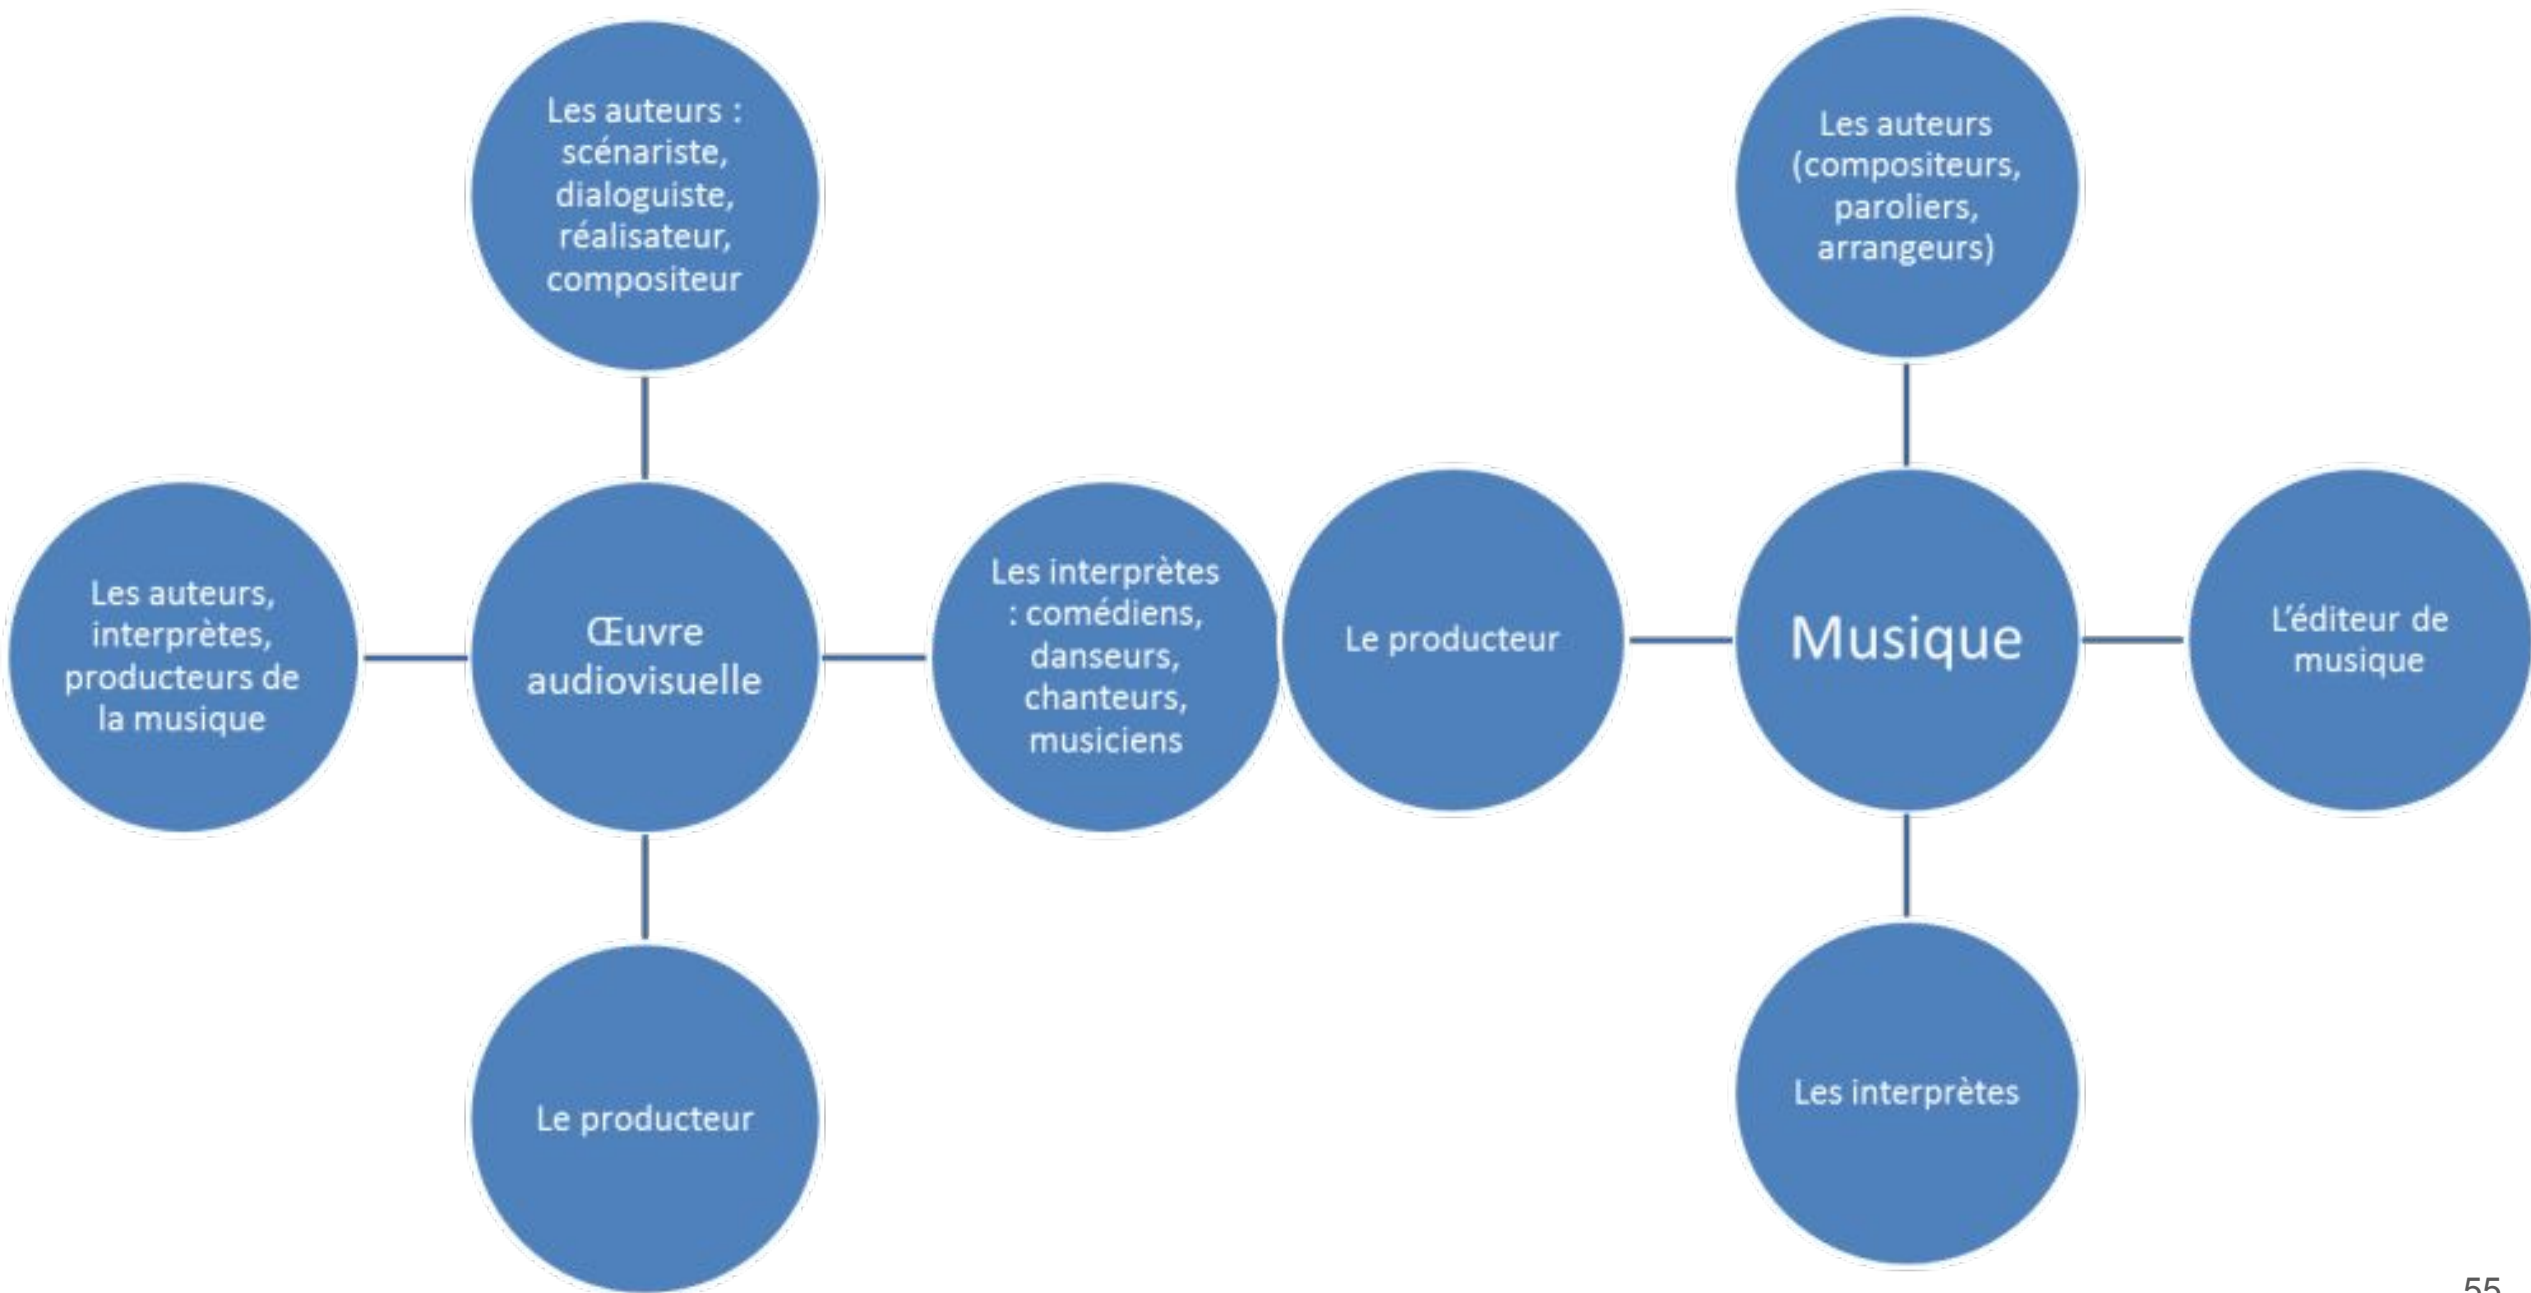 Les auteurs :
scénariste,
dialoguiste,
réalisateur,
compositeur
Les auteurs,
interprètes,
producteurs de
la musique
Œuvre
audiovisuelle
Les interprètes
: comédiens,
danseurs,
chanteurs,
musiciens
Le producteur
Les auteurs
(compositeurs,
paroliers,
arrangeurs)
Le producteur
Musique
L’éditeur de
musique
Les interprètes
55